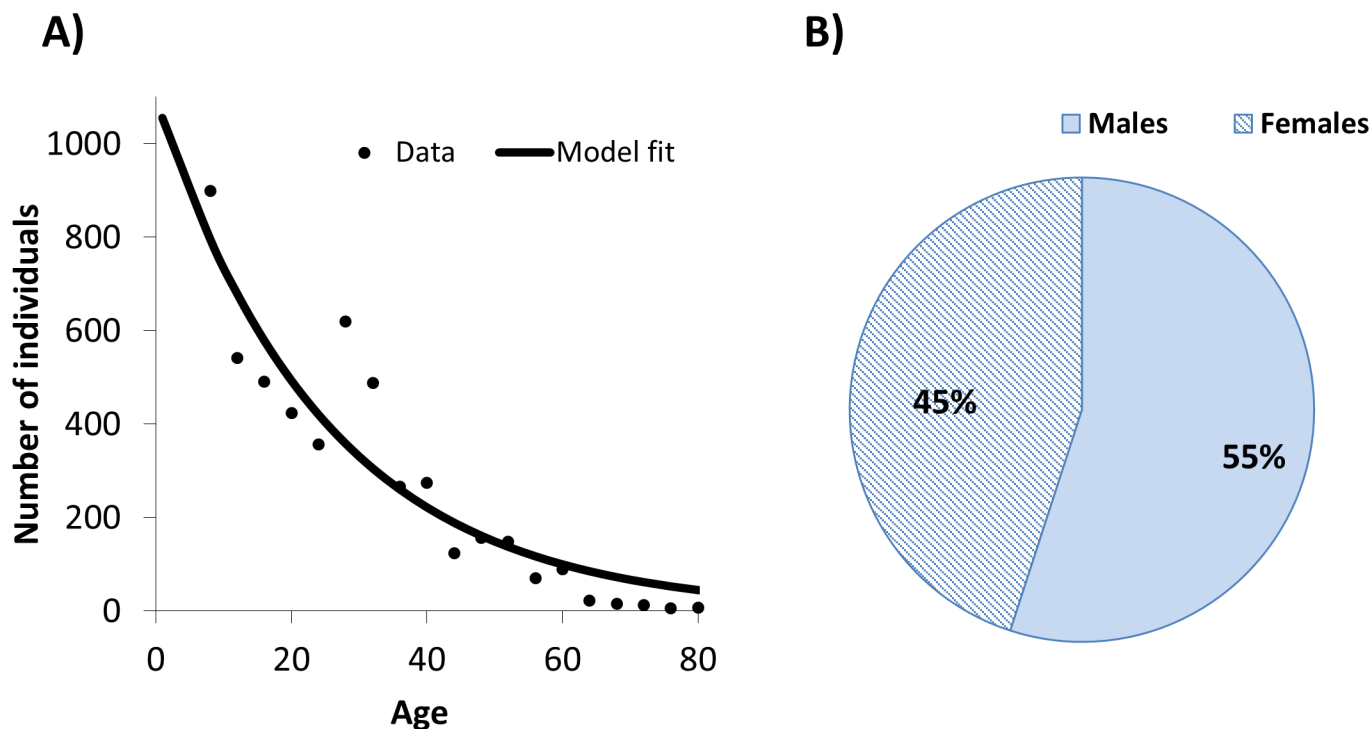 A)
Number of individuals
1000
800
600
400
200
0
Data
Model fit
0 20 40 60 80
Age
B)
Males Females
45%
55%